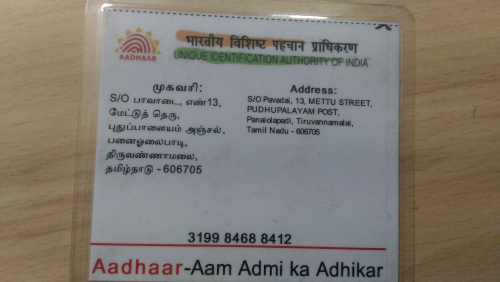 AADHAAR
भारतीय विशिष्ट पहचान प्राधिकरण
UNIQUE IDENTIFICATION AUTHORITY OF INDIA
முகவரி:
S/O பாவாடை, எண்13,
மேட்டுத் தெரு,
புதுப்பாளையம் அஞ்சல்,
பனைஓலைபாடி,
திருவண்ணாமலை,
தமிழ்நாடு - 606705
Address:
S/O Pavadai, 13, METTU STREET,
PUDHUPALAYAM POST,
Panaiolapadi, Tiruvannamalai,
Tamil Nadu - 606705
3199 8468 8412
Aadhaar-Aam Admi ka Adhikar